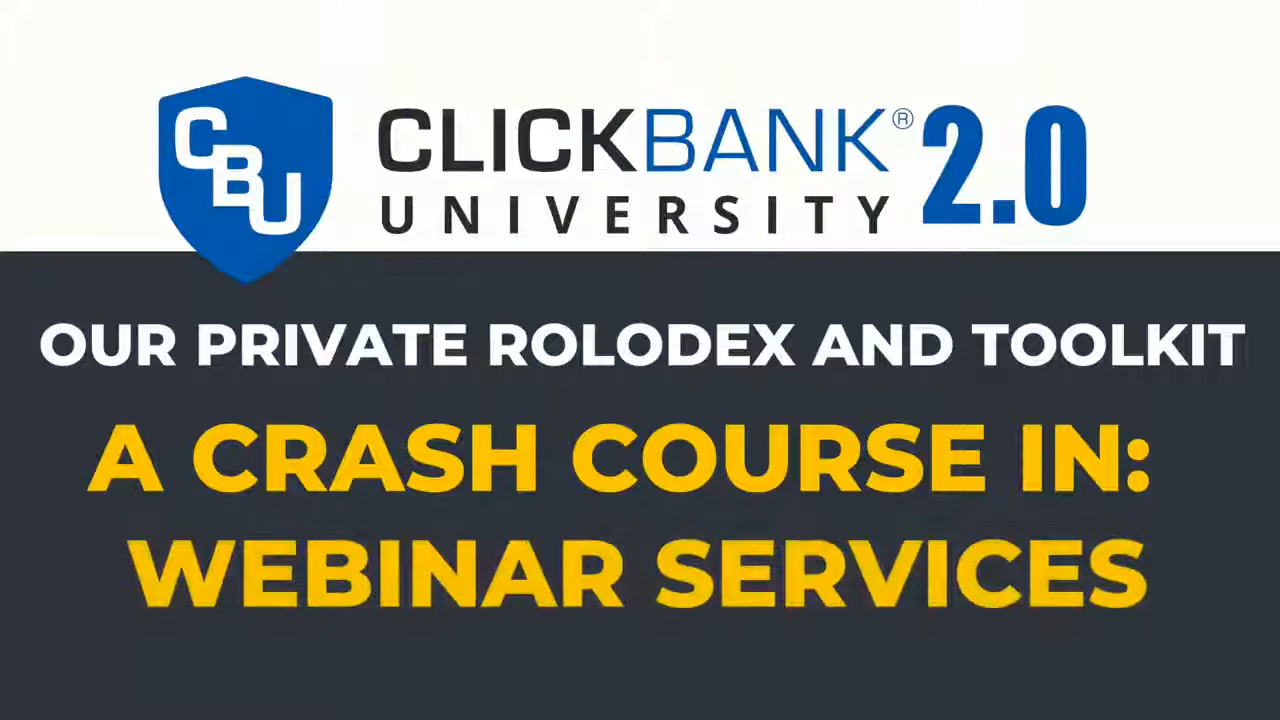 CBU
CLICKBANK® 2.0
UNIVERSITY
OUR PRIVATE ROLODEX AND TOOLKIT
A CRASH COURSE IN:
WEBINAR SERVICES